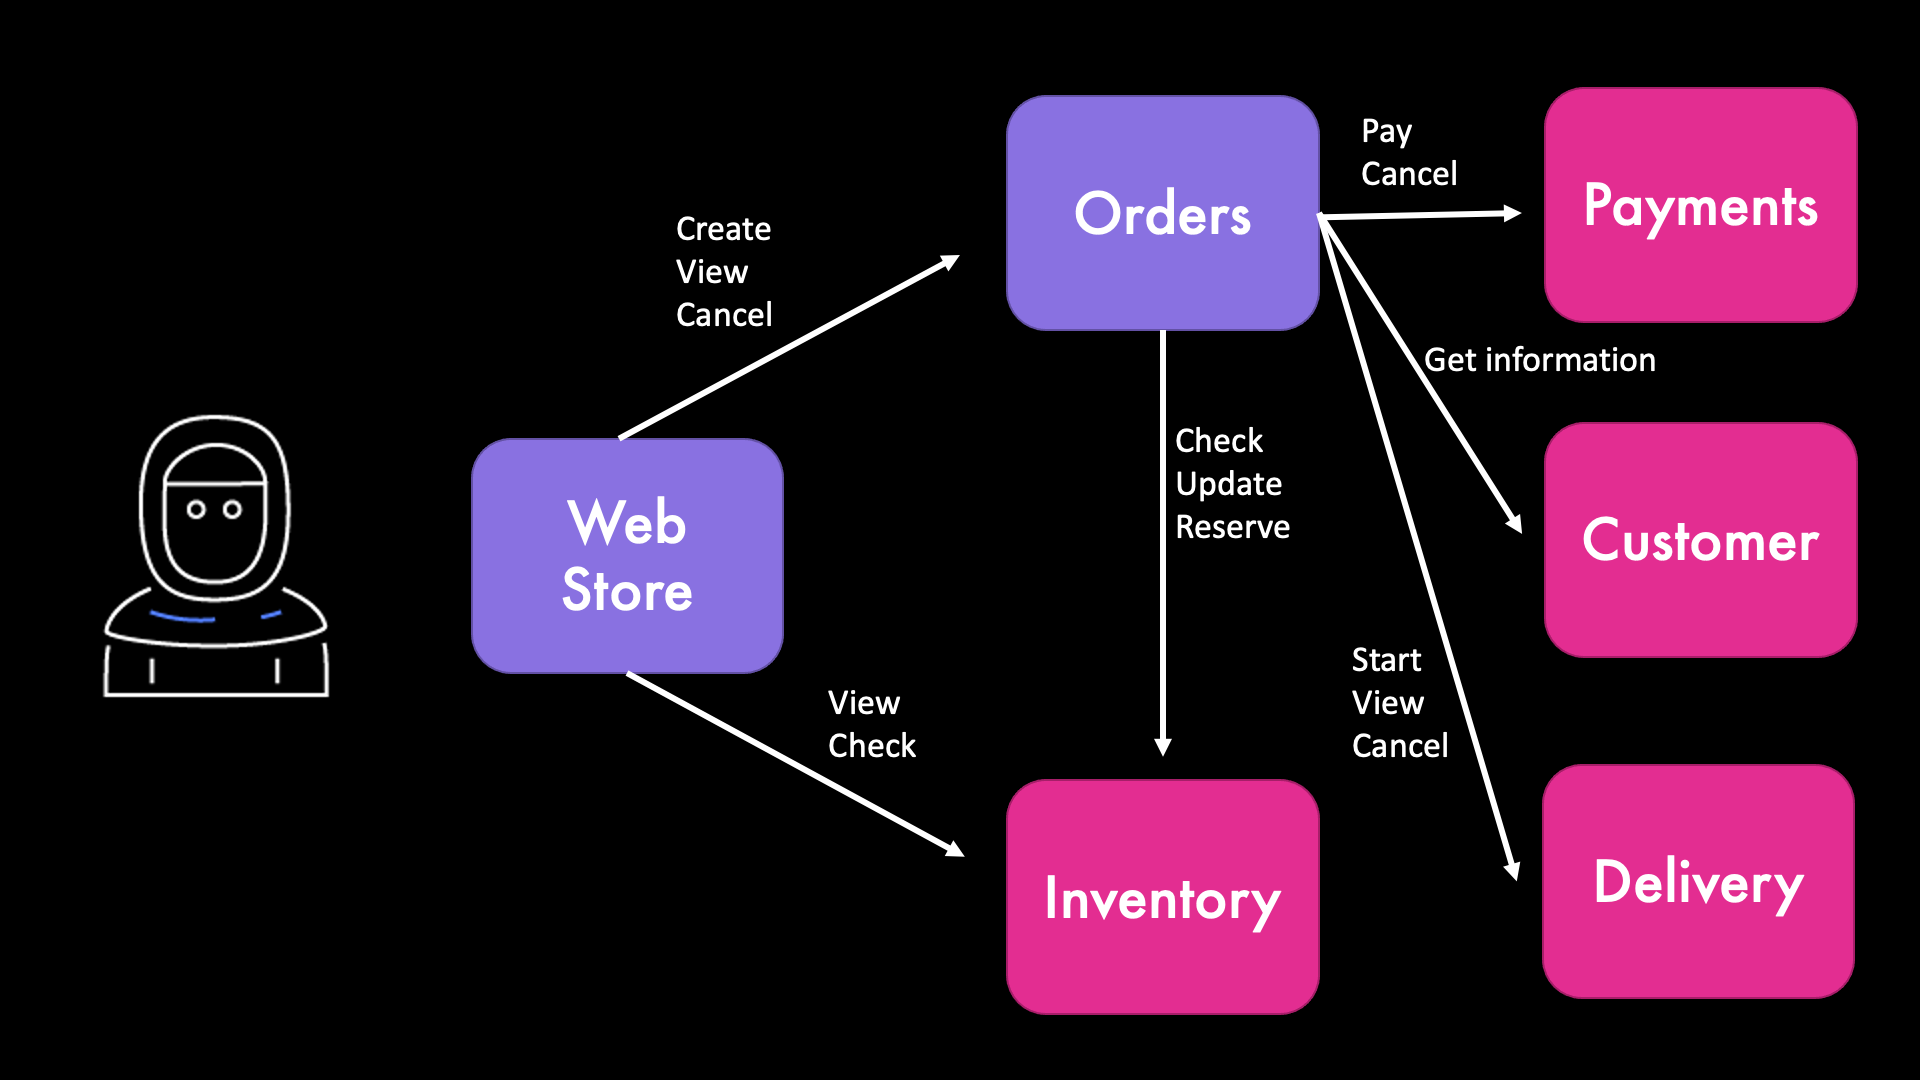 Create
View
Cancel
Web
Store
View
Check
Orders
Check
Update
Reserve
Inventory
Pay
Cancel
Payments
Get information
Customer
Start
View
Cancel
Delivery